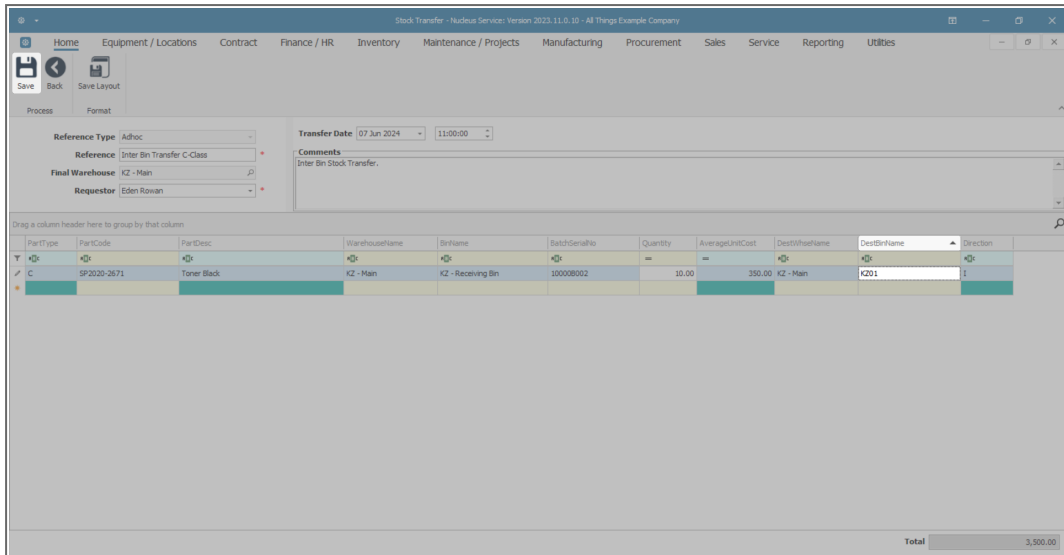 Stock Transfer - Nucleus Service: Version 2023.11.0.10 - All Things Example Company
Home Equipment / Locations Contract Finance / HR Inventory Maintenance / Projects Manufacturing Procurement Sales Service Reporting Utilities
Save Back Save Layout
Process Format
Reference Type Adhoc
Reference Inter Bin Transfer C-Class *
Final Warehouse KZ - Main
Requestor Eden Rowan *
Transfer Date 07 Jun 2024 11:00:00
Comments
Inter Bin Stock Transfer.
Drag a column header here to group by that column
PartType PartCode PartDesc WarehouseName BinName BatchSerialNo Quantity AverageUnitCost DestWhseName DestBinName Direction
C SP2020-2671 Toner Black KZ - Main KZ - Receiving Bin 10000B002 10.00 350.00 KZ - Main KZ01 I
Total 3,500.00